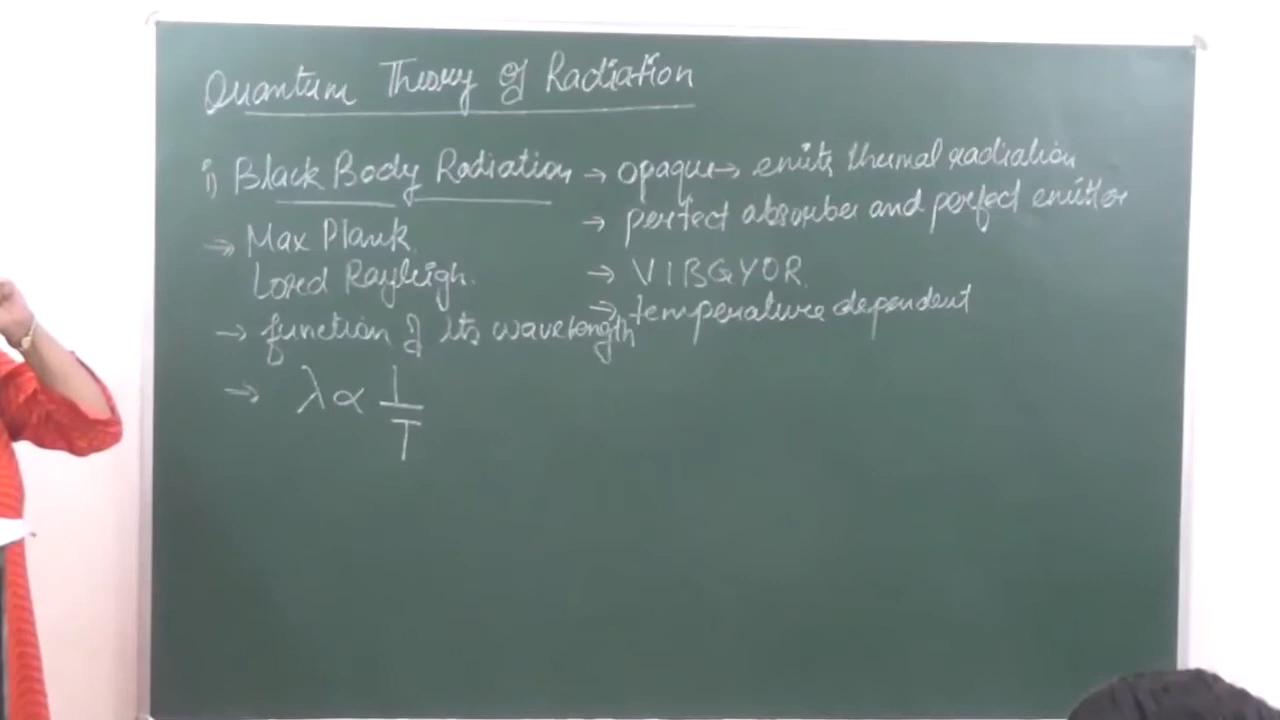 Quantum Theory of Radiation
i) Black Body Radiation → opaque → emits thermal radiation
→ perfect absorber and perfect emitter
→ Max Plank
Lord Rayleigh.
→ VIBGYOR
→ temperature dependent
→ function of its wavelength
→ λ ∝ 1/T